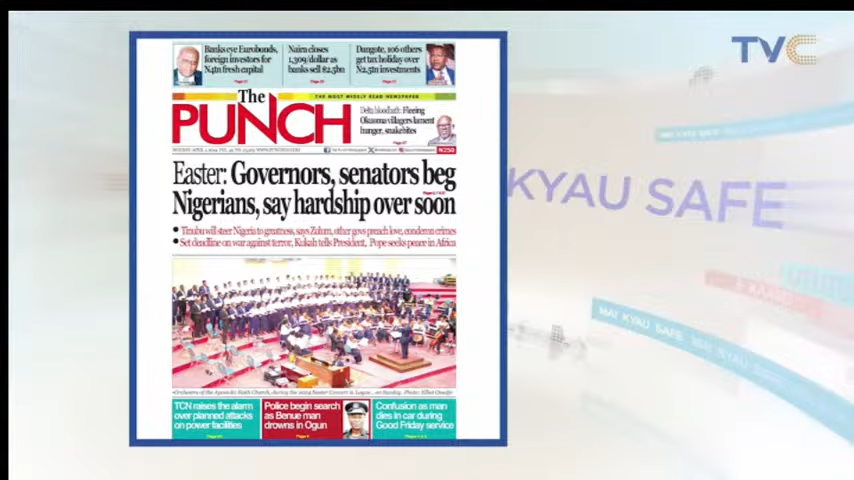 TVC
Banks eye Eurobonds,
foreign investors for
N4tn fresh capital
Naira closes
1,309/dollar as
banks sell $2.5bn
Dangote, 106 others
get tax holiday over
N2.5tn investments
THE MOST WIDELY READ NEWSPAPER
The
PUNCH
Delta bloodbath: Fleeing
Okuoma villagers lament
hunger, snakebites
N250
Easter: Governors, senators beg
Nigerians, say hardship over soon
Tinubu will steer Nigeria to greatness, says Zulum, other govs preach love, condemn crimes
Set deadline on war against terror, Kukah tells President, Pope seeks peace in Africa
TCN raises the alarm
over planned attacks
on power facilities
Police begin search
as Benue man
drowns in Ogun
Confusion as man
dies in car during
Good Friday service
KYAU SAFE
MAI KYAU SAFE MAI KYAU SAFE